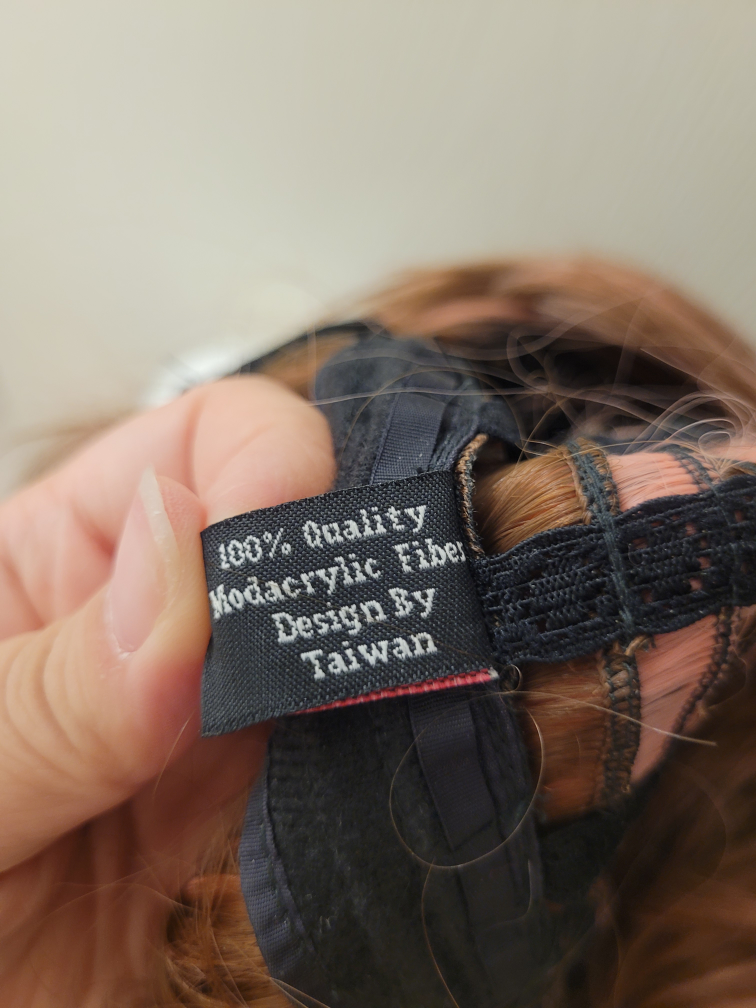 100% Quality
Modacrylic Fiber
Design By
Taiwan